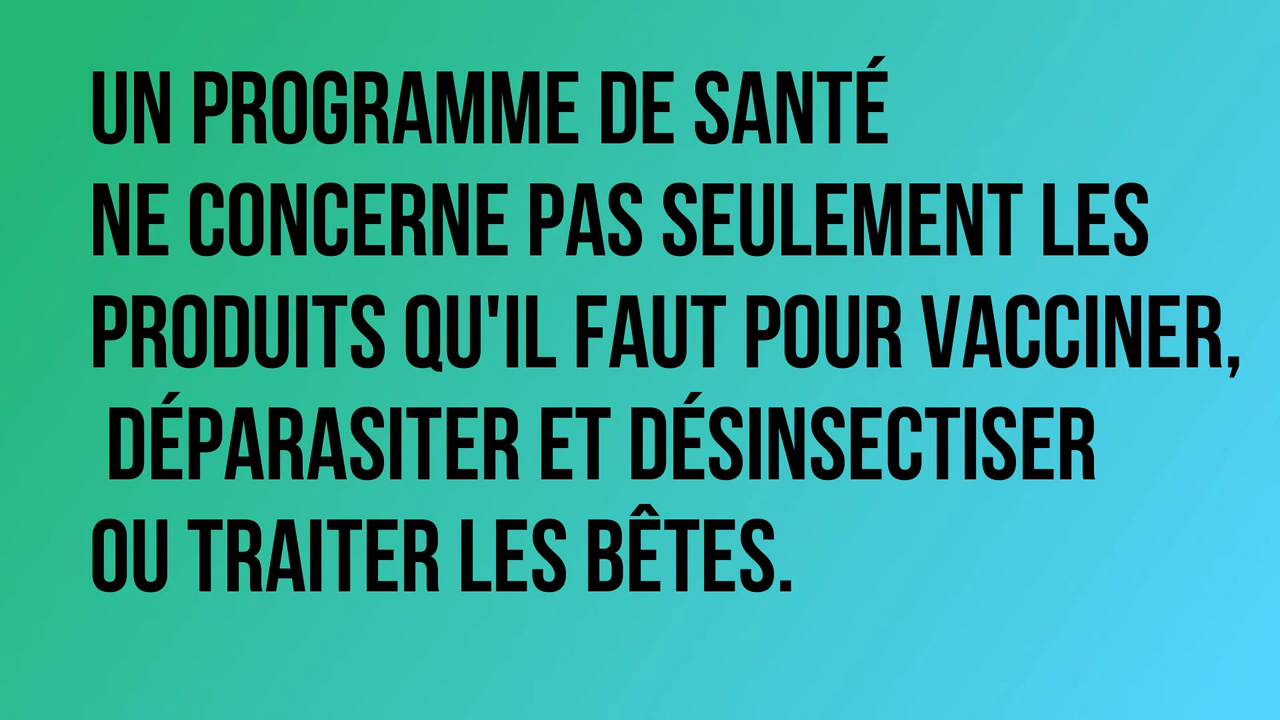 UN PROGRAMME DE SANTÉ
NE CONCERNE PAS SEULEMENT LES
PRODUITS QU'IL FAUT POUR VACCINER,
DÉPARASITER ET DÉSINSECTISER
OU TRAITER LES BÊTES.